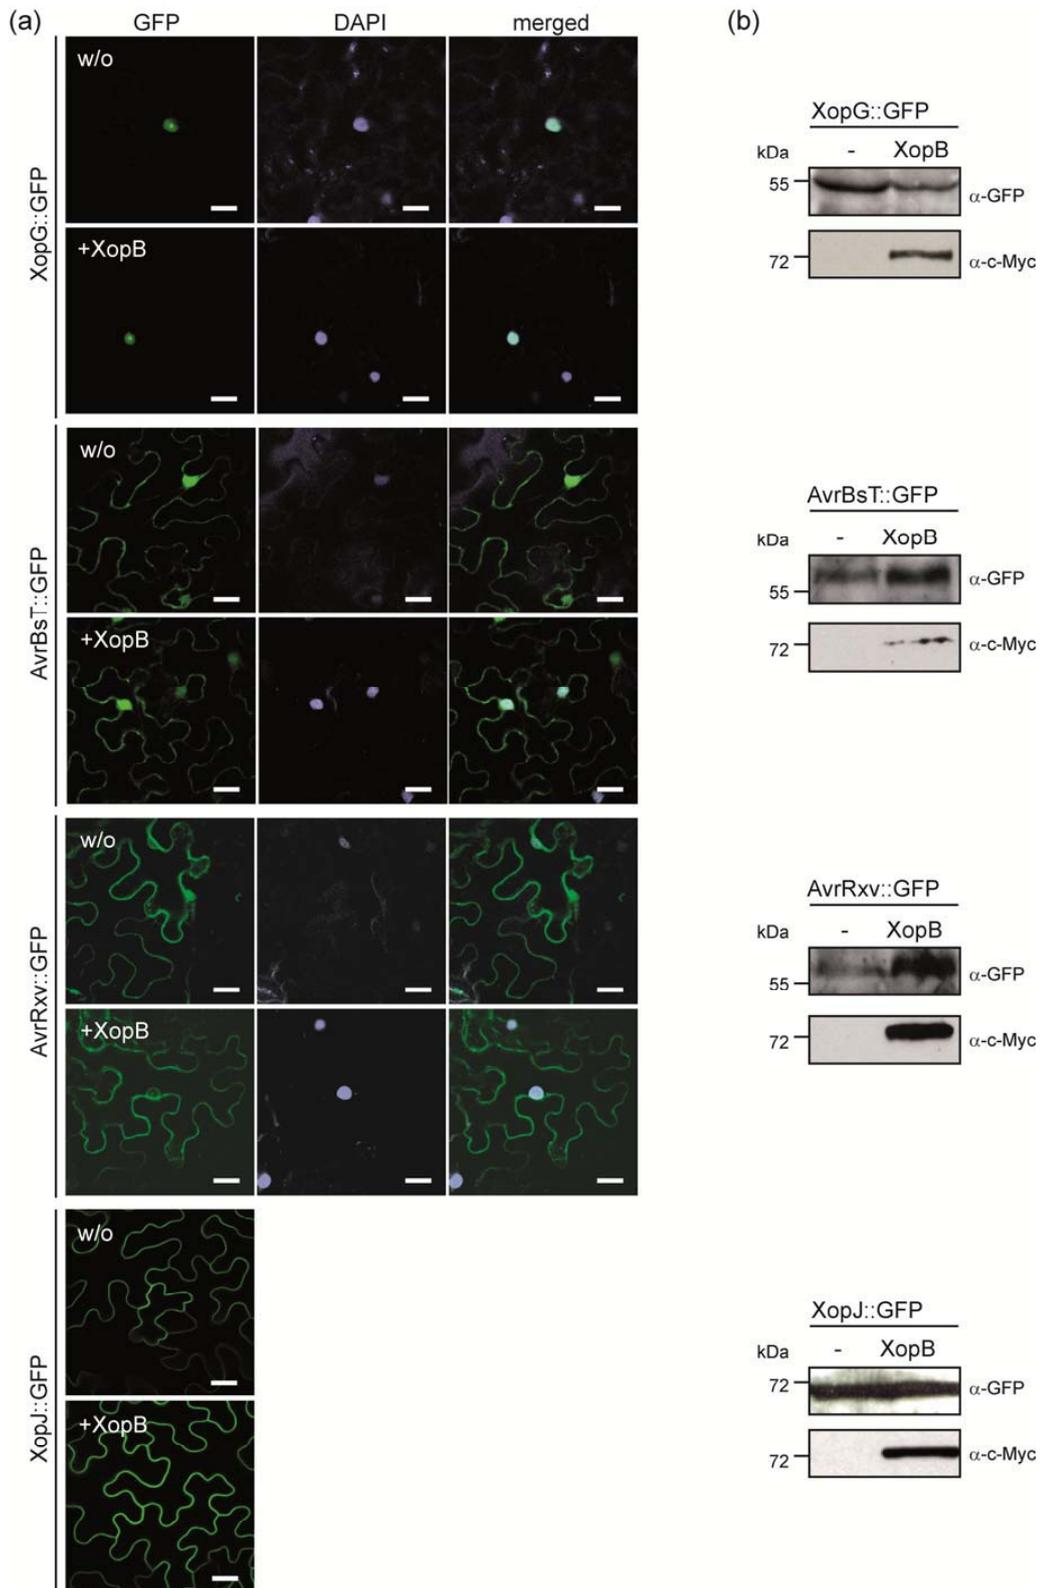 (a)
GFP DAPI merged
XopG::GFP
w/o
+XopB
AvrBsT::GFP
w/o
+XopB
AvrRxv::GFP
w/o
+XopB
XopJ::GFP
w/o
+XopB
(b)
XopG::GFP
kDa - XopB
55 α-GFP
72 α-c-Myc
AvrBsT::GFP
kDa - XopB
55 α-GFP
72 α-c-Myc
AvrRxv::GFP
kDa - XopB
55 α-GFP
72 α-c-Myc
XopJ::GFP
kDa - XopB
72 α-GFP
72 α-c-Myc